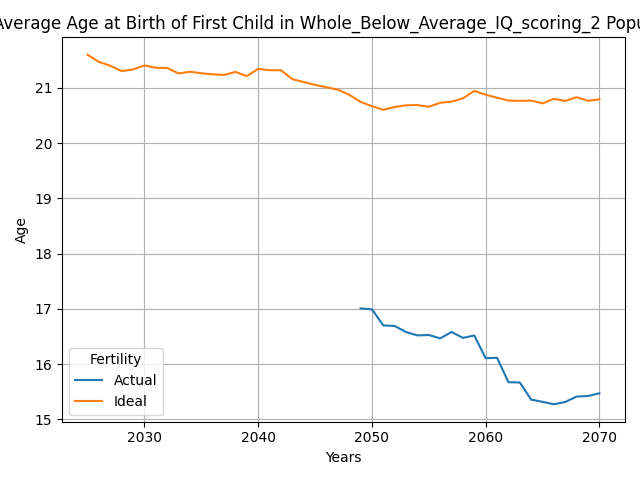 Average Age at Birth of First Child in Whole_Below_Average_IQ_scoring_2
Age
21
20
19
18
17
16
15
Fertility
Actual
Ideal
2030 2040 2050 2060 2070
Years